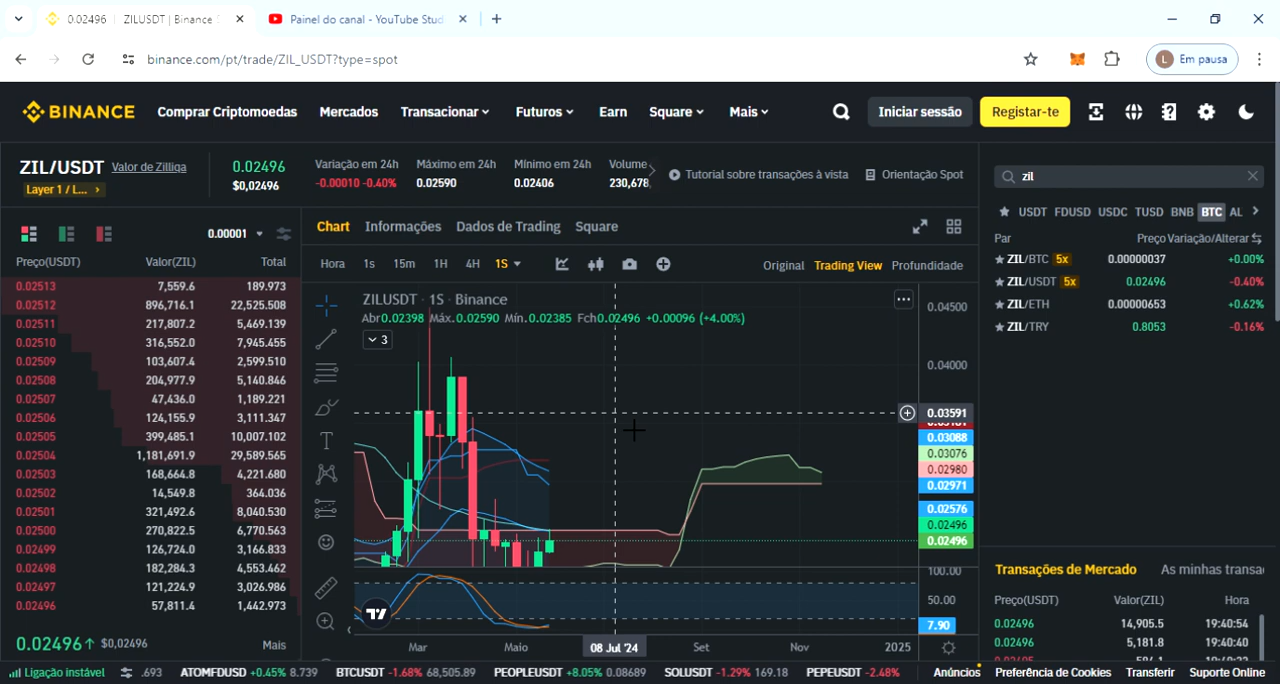 0.02496 | ZILUSDT | Binance
Painel do canal - YouTube Stud
binance.com/pt/trade/ZIL_USDT?type=spot
L Em pausa
BINANCE Comprar Criptomoedas Mercados Transacionar Futuros Earn Square Mais Iniciar sessão Registar-te
ZIL/USDT Valor de Zilliqa
Layer 1 / L... >
0.02496
$0,02496
Variação em 24h
-0.00010 -0.40%
Máximo em 24h
0.02590
Mínimo em 24h
0.02406
Volume
230,678,
Tutorial sobre transações à vista
Orientação Spot
0.00001
Preço(USDT) Valor(ZIL) Total
0.02513 7,559.6 189.973
0.02512 896,716.1 22,525.508
0.02511 217,807.2 5,469.139
0.02510 316,552.0 7,945.455
0.02509 103,607.4 2,599.510
0.02508 204,977.9 5,140.846
0.02507 47,436.0 1,189.221
0.02506 124,155.9 3,111.347
0.02505 399,485.1 10,007.102
0.02504 1,181,691.9 29,589.565
0.02503 168,664.8 4,221.680
0.02502 14,549.8 364.036
0.02501 321,492.6 8,040.530
0.02500 270,822.5 6,770.563
0.02499 126,724.0 3,166.833
0.02498 182,284.3 4,553.462
0.02497 121,224.9 3,026.986
0.02496 57,811.4 1,442.973
0.02496↑ $0,02496 Mais
Chart Informações Dados de Trading Square
Hora 1s 15m 1H 4H 1S
Original Trading View Profundidade
ZILUSDT · 1S · Binance
Abr0.02398 Máx.0.02590 Mín.0.02385 Fch0.02496 +0.00096 (+4.00%)
3
0.04500
0.04000
0.03591
0.03088
0.03076
0.02980
0.02971
0.02576
0.02496
0.02496
100.00
50.00
7.90
Mar Maio 08 Jul '24 Set Nov 2025
zil
USDT FDUSD USDC TUSD BNB BTC AL
Par Preço Variação/Alterar
ZIL/BTC 5x 0.00000037 +0.00%
ZIL/USDT 5x 0.02496 -0.40%
ZIL/ETH 0.00000653 +0.62%
ZIL/TRY 0.8053 -0.16%
Transações de Mercado As minhas transa
Preço(USDT) Valor(ZIL) Hora
0.02496 14,905.5 19:40:54
0.02496 5,181.8 19:40:40
Ligação instável .693 ATOMFDUSD +0.45% 8.739 BTCUSDT -1.68% 68,505.89 PEOPLEUSDT +8.05% 0.08689 SOLUSDT -1.29% 169.18 PEPEUSDT -2.48% Anúncios Preferência de Cookies Transferir Suporte Online